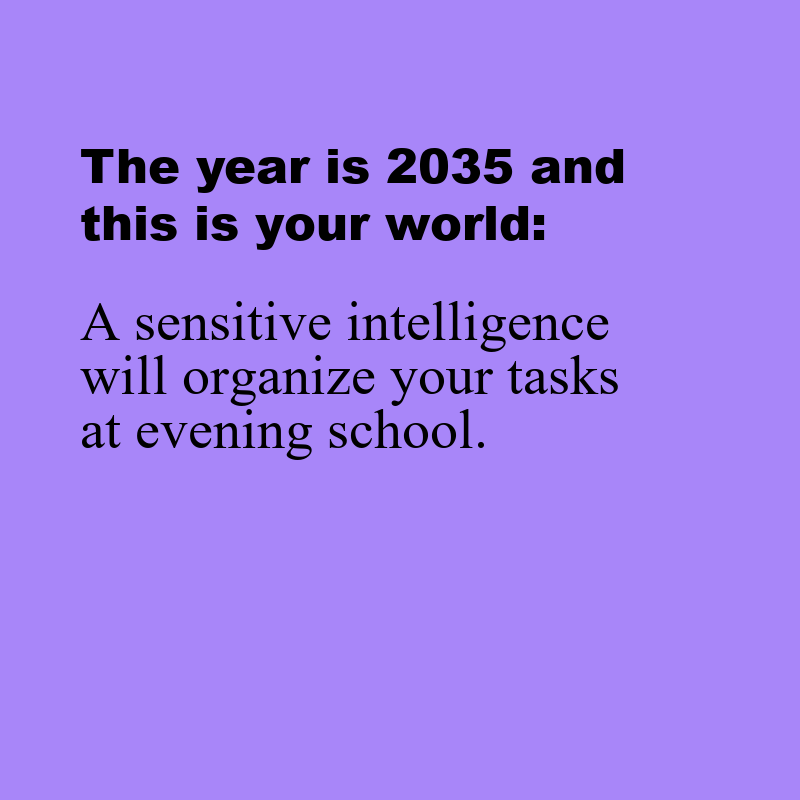 The year is 2035 and
this is your world:
A sensitive intelligence
will organize your tasks
at evening school.